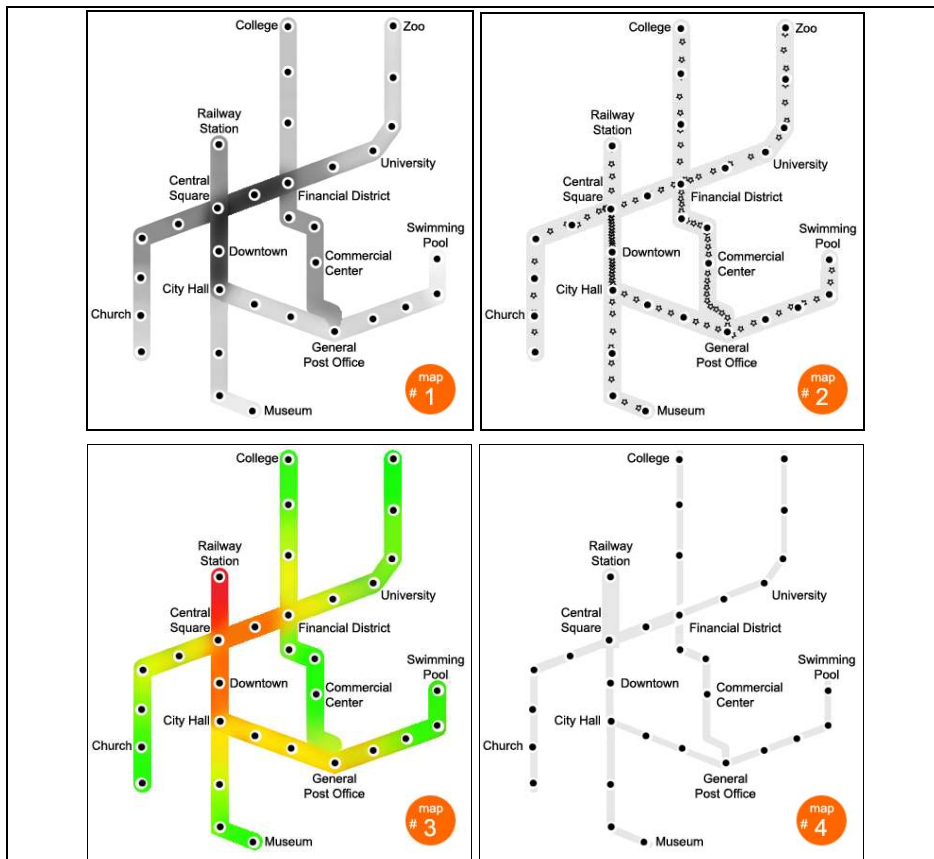 College
Zoo
Railway
Station
University
Central
Square
Financial District
Swimming
Pool
Downtown
Commercial
Center
City Hall
Church
General
Post Office
Museum
map
# 1
College
Zoo
Railway
Station
University
Central
Square
Financial District
Swimming
Pool
Downtown
Commercial
Center
City Hall
Church
General
Post Office
Museum
map
# 2
College
Railway
Station
University
Central
Square
Financial District
Swimming
Pool
Downtown
Commercial
Center
City Hall
Church
General
Post Office
Museum
map
# 3
College
Railway
Station
University
Central
Square
Financial District
Swimming
Pool
Downtown
Commercial
Center
City Hall
Church
General
Post Office
Museum
map
# 4